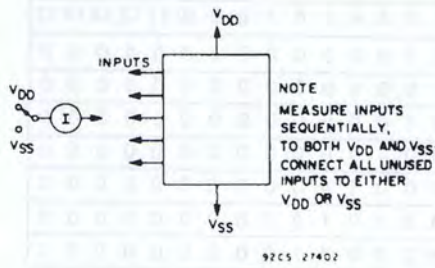 VDD
INPUTS
VDD
I
VSS
NOTE
MEASURE INPUTS
SEQUENTIALLY,
TO BOTH VDD AND VSS
CONNECT ALL UNUSED
INPUTS TO EITHER
VDD OR VSS
VSS
92CS 27402